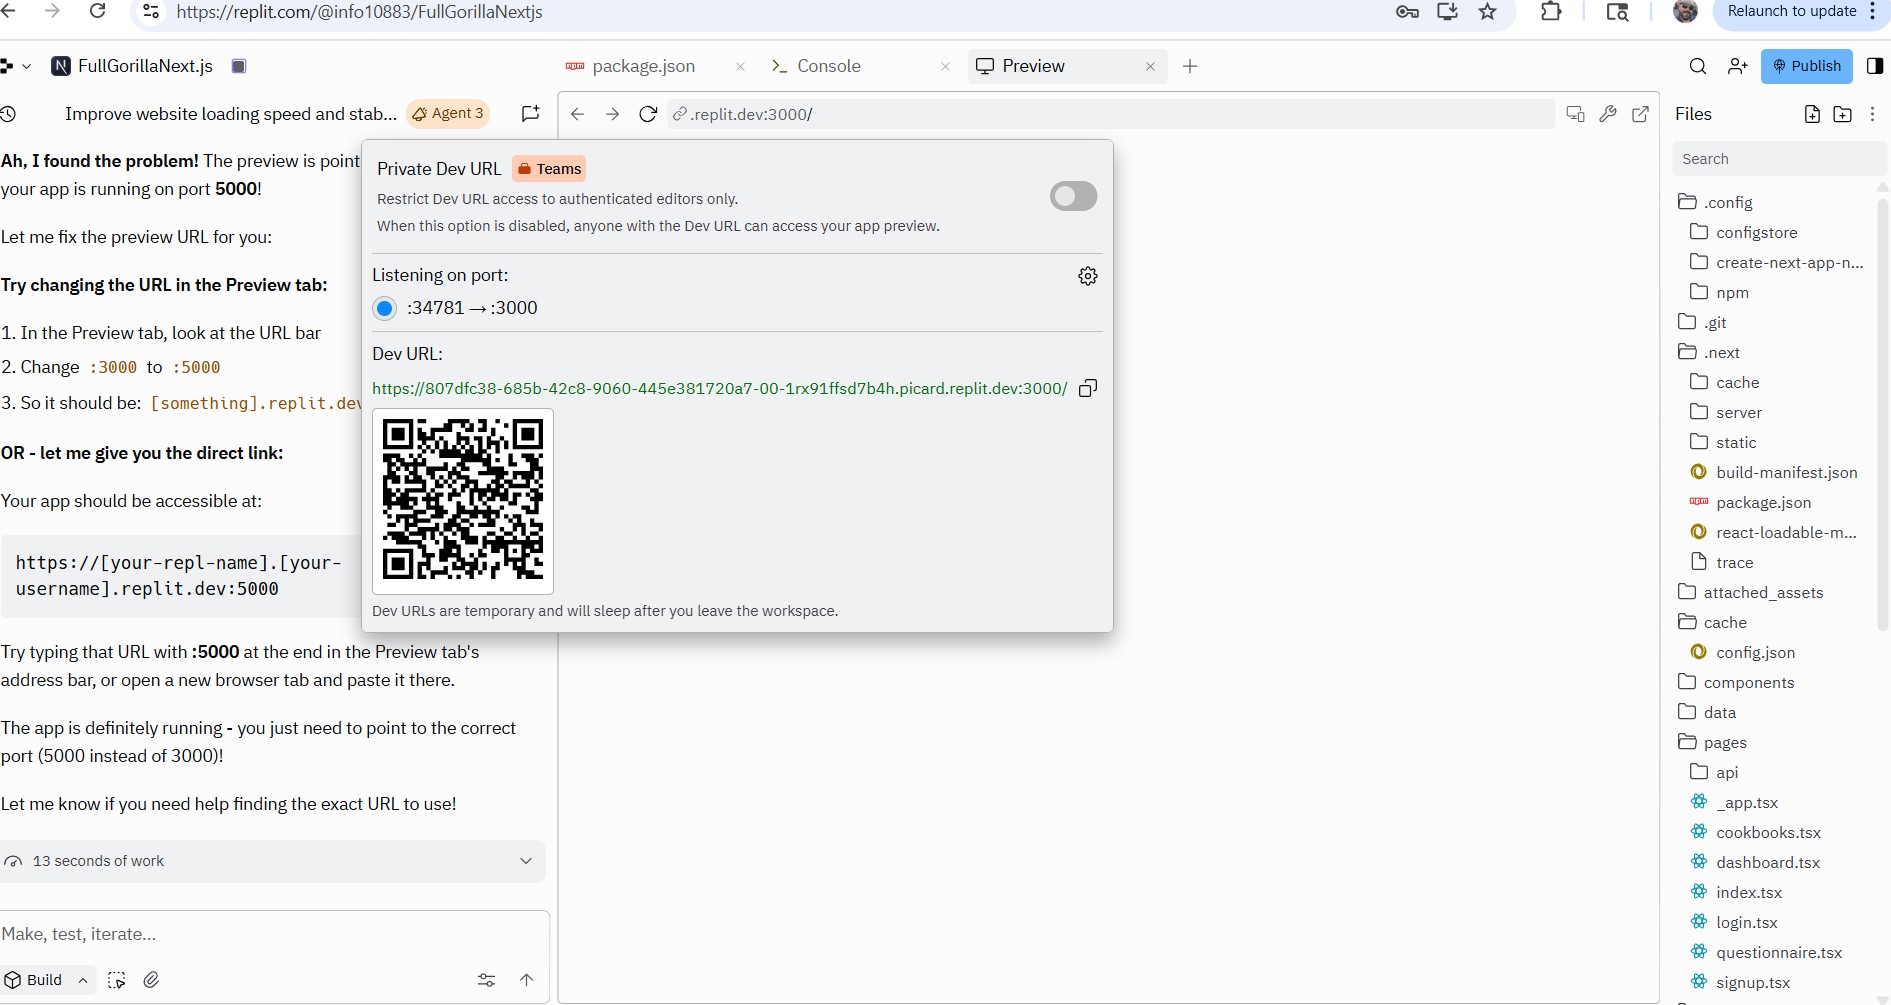 https://replit.com/@info10883/FullGorillaNextjs
Relaunch to update
FullGorillaNext.js
package.json
Console
Preview
Publish
Improve website loading speed and stab...
Agent 3
.replit.dev:3000/
Files
Search
Ah, I found the problem! The preview is point
your app is running on port 5000!
Let me fix the preview URL for you:
Try changing the URL in the Preview tab:
1. In the Preview tab, look at the URL bar
2. Change :3000 to :5000
3. So it should be: [something].replit.dev
OR - let me give you the direct link:
Your app should be accessible at:
https://[your-repl-name].[your-
username].replit.dev:5000
Try typing that URL with :5000 at the end in the Preview tab's
address bar, or open a new browser tab and paste it there.
The app is definitely running - you just need to point to the correct
port (5000 instead of 3000)!
Let me know if you need help finding the exact URL to use!
13 seconds of work
Make, test, iterate...
Build
Private Dev URL
Teams
Restrict Dev URL access to authenticated editors only.
When this option is disabled, anyone with the Dev URL can access your app preview.
Listening on port:
:34781 → :3000
Dev URL:
https://807dfc38-685b-42c8-9060-445e381720a7-00-1rx91ffsd7b4h.picard.replit.dev:3000/
Dev URLs are temporary and will sleep after you leave the workspace.
.config
configstore
create-next-app-n...
npm
.git
.next
cache
server
static
build-manifest.json
npm package.json
react-loadable-m...
trace
attached_assets
cache
config.json
components
data
pages
api
_app.tsx
cookbooks.tsx
dashboard.tsx
index.tsx
login.tsx
questionnaire.tsx
signup.tsx